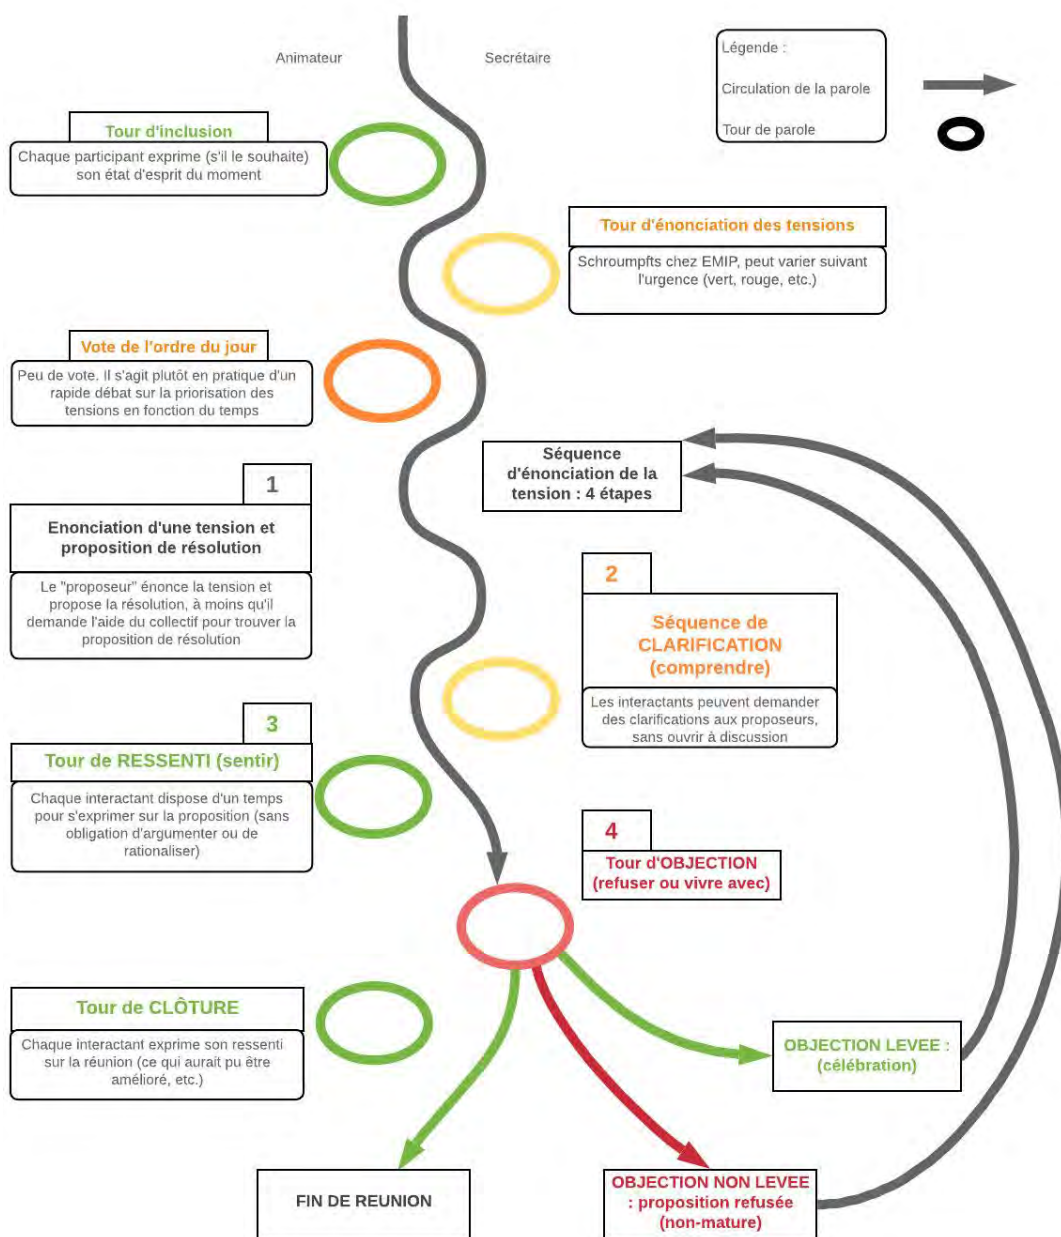 Animateur
Secrétaire
Légende :
Circulation de la parole
Tour de parole
Tour d'inclusion
Chaque participant exprime (s'il le souhaite)
son état d'esprit du moment
Tour d'énonciation des tensions
Schroumpfts chez EMIP, peut varier suivant
l'urgence (vert, rouge, etc.)
Vote de l'ordre du jour
Peu de vote. Il s'agit plutôt en pratique d'un
rapide débat sur la priorisation des
tensions en fonction du temps
Séquence
d'énonciation de la
tension : 4 étapes
1
Enonciation d'une tension et
proposition de résolution
Le "proposeur" énonce la tension et
propose la résolution, à moins qu'il
demande l'aide du collectif pour trouver la
proposition de résolution
2
Séquence de
CLARIFICATION
(comprendre)
Les interactants peuvent demander
des clarifications aux proposeurs,
sans ouvrir à discussion
3
Tour de RESSENTI (sentir)
Chaque interactant dispose d'un temps
pour s'exprimer sur la proposition (sans
obligation d'argumenter ou de
rationaliser)
4
Tour d'OBJECTION
(refuser ou vivre avec)
Tour de CLÔTURE
Chaque interactant exprime son ressenti
sur la réunion (ce qui aurait pu être
amélioré, etc.)
OBJECTION LEVEE :
(célébration)
FIN DE REUNION
OBJECTION NON LEVEE
: proposition refusée
(non-mature)